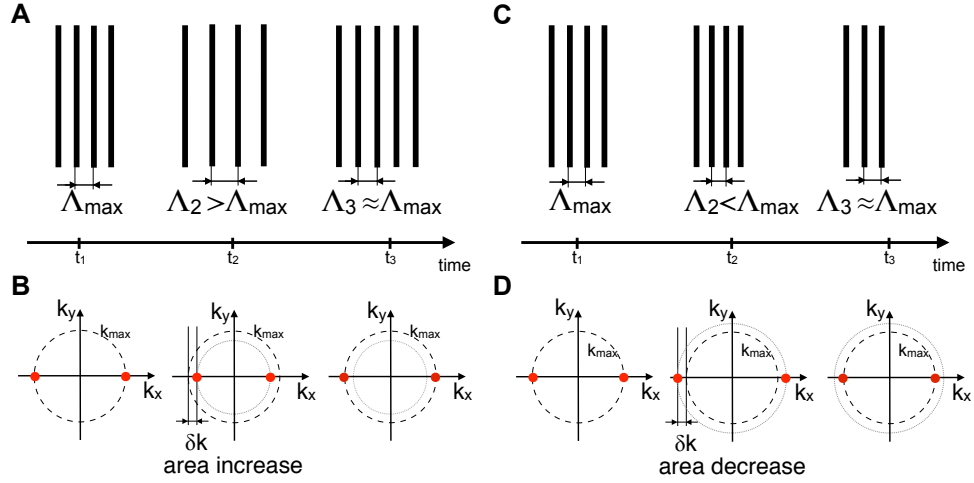 A
Λmax
Λ2 >Λmax
Λ3 ≈Λmax
t1
t2
t3
time
B
ky
kmax
kx
ky
kmax
kx
ky
kx
δk
area increase
C
Λmax
Λ2<Λmax
Λ3 ≈Λmax
t1
t2
t3
time
D
ky
kmax
kx
ky
kmax
kx
ky
kmax
kx
δk
area decrease